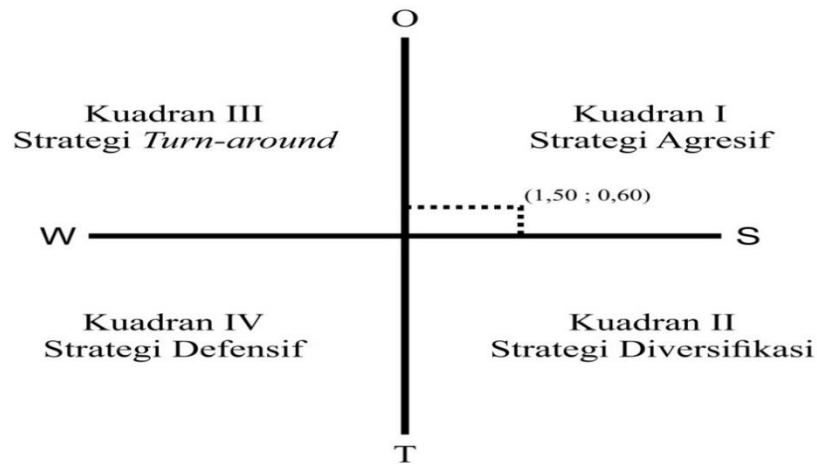 O
Kuadran III
Strategi Turn-around
Kuadran I
Strategi Agresif
(1,50 ; 0,60)
W
S
Kuadran IV
Strategi Defensif
Kuadran II
Strategi Diversifikasi
T